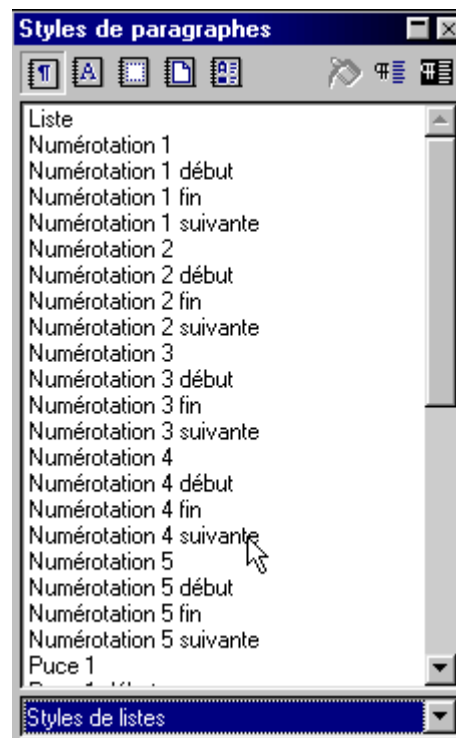 Styles de paragraphes
Liste
Numérotation 1
Numérotation 1 début
Numérotation 1 fin
Numérotation 1 suivante
Numérotation 2
Numérotation 2 début
Numérotation 2 fin
Numérotation 2 suivante
Numérotation 3
Numérotation 3 début
Numérotation 3 fin
Numérotation 3 suivante
Numérotation 4
Numérotation 4 début
Numérotation 4 fin
Numérotation 4 suivante
Numérotation 5
Numérotation 5 début
Numérotation 5 fin
Numérotation 5 suivante
Puce 1
Styles de listes